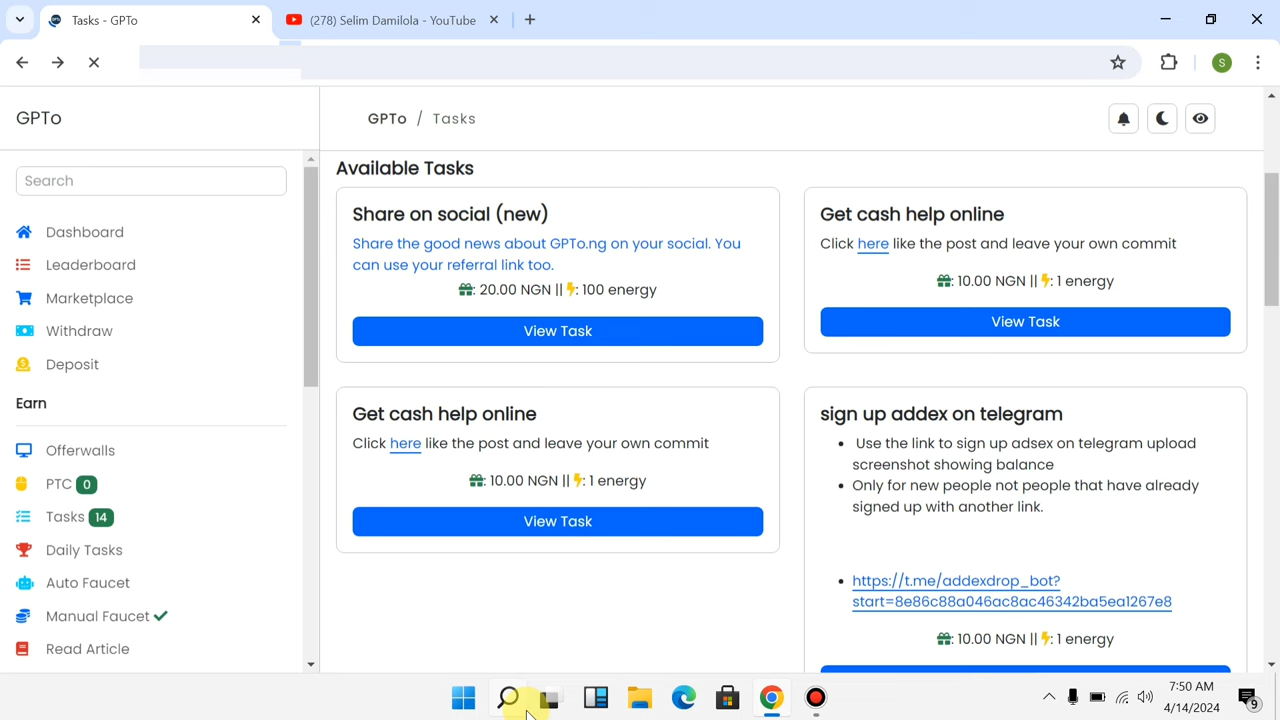 Tasks - GPTo
(278) Selim Damilola - YouTube
S
GPTo
GPTo / Tasks
Search
Dashboard
Leaderboard
Marketplace
Withdraw
Deposit
Earn
Offerwalls
PTC 0
Tasks 14
Daily Tasks
Auto Faucet
Manual Faucet
Read Article
Available Tasks
Share on social (new)
Share the good news about GPTo.ng on your social. You
can use your referral link too.
: 20.00 NGN || : 100 energy
View Task
Get cash help online
Click here like the post and leave your own commit
: 10.00 NGN || : 1 energy
View Task
Get cash help online
Click here like the post and leave your own commit
: 10.00 NGN || : 1 energy
View Task
sign up addex on telegram
• Use the link to sign up adsex on telegram upload
screenshot showing balance
• Only for new people not people that have already
signed up with another link.
• https://t.me/addexdrop_bot?
start=8e86c88a046ac8ac46342ba5ea1267e8
: 10.00 NGN || : 1 energy
7:50 AM
4/14/2024
9